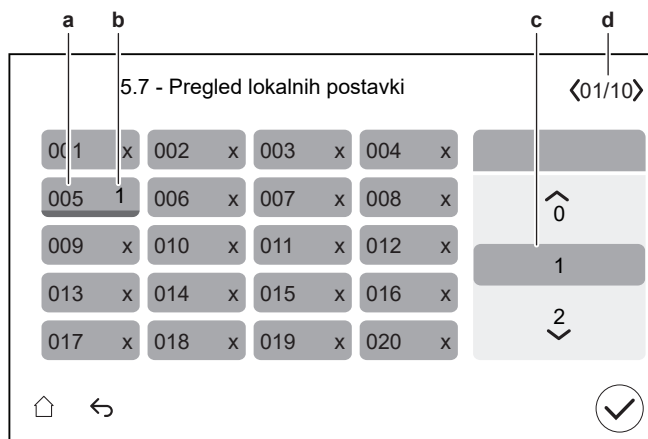 a b c d
5.7 - Pregled lokalnih postavki 01/10
001 x 002 x 003 x 004 x
005 1 006 x 007 x 008 x 0
009 x 010 x 011 x 012 x 1
013 x 014 x 015 x 016 x 2
017 x 018 x 019 x 020 x